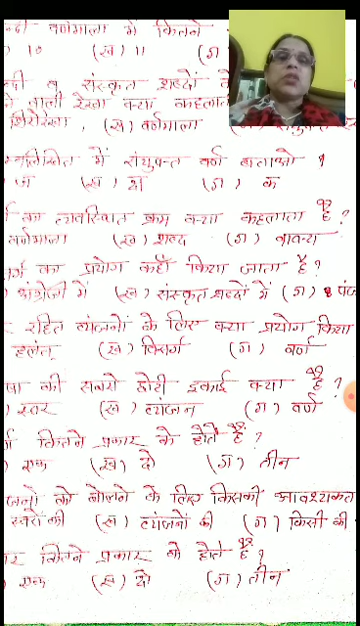 न्दी वर्णमाला में कितने
) 10 (ख) 11 (ग
न्दी व संस्कृत शब्दों के
ने वाली रेखा क्या कहलात
शिरोरेखा, (ख) वर्णमाला
म्नलिखित में संयुक्त वर्ण बताओ ?
ज (ख) क्ष (ग) क
र्ण का व्यवस्थित क्रम क्या कहलाता है?
वर्णमाला (ख) शब्द (ग) वाक्य
र्ग का प्रयोग कहाँ किया जाता है?
अंग्रेजी में (ख) संस्कृत शब्दों में (ग) पंज
र रहित व्यंजनों के लिए क्या प्रयोग किया
हलंत् (ख) विसर्ग (ग) वर्ण
षा की सबसे छोटी इकाई क्या है?
) स्वर (ख) व्यंजन (ग) वर्ण
र्ण कितने प्रकार के होते हैं?
एक (ख) दो (ग) तीन
जनों को बोलने के लिए किसकी आवश्यकत
स्वरों की (ख) व्यंजनों की (ग) किसी की
वर कितने प्रकार के होते हैं?
एक (ख) दो (ग) तीन